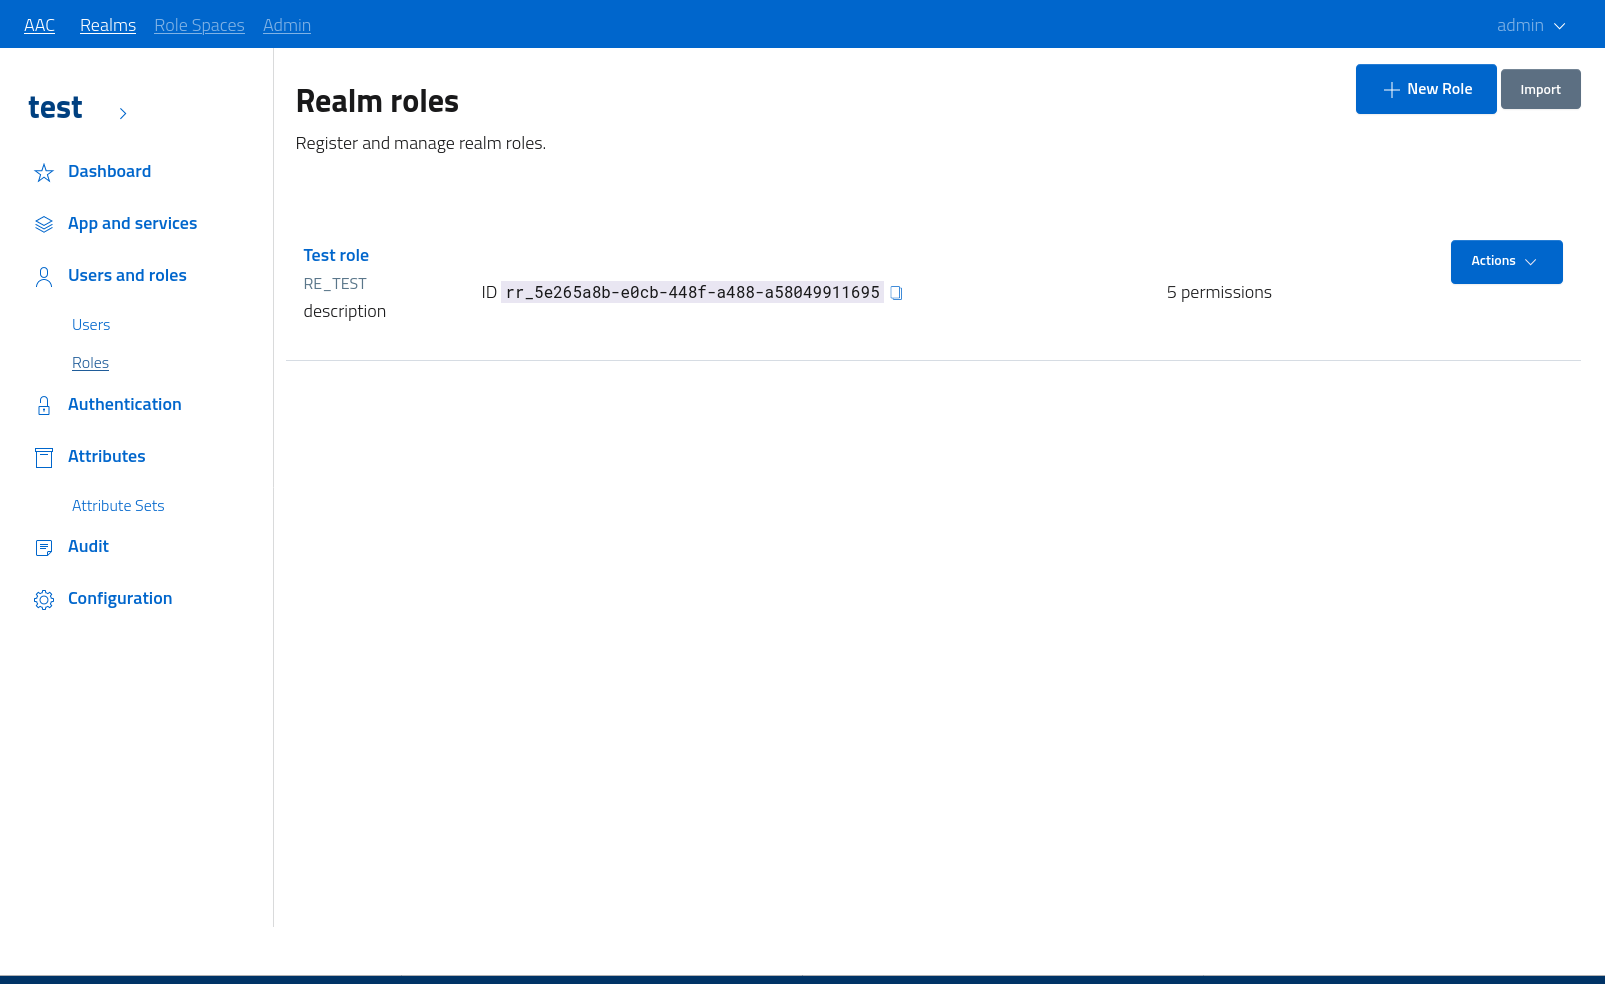 AAC Realms Role Spaces Admin admin
test
Dashboard
App and services
Users and roles
Users
Roles
Authentication
Attributes
Attribute Sets
Audit
Configuration
Realm roles
New Role Import
Register and manage realm roles.
Test role
RE_TEST
description
ID rr_5e265a8b-e0cb-448f-a488-a58049911695
5 permissions
Actions